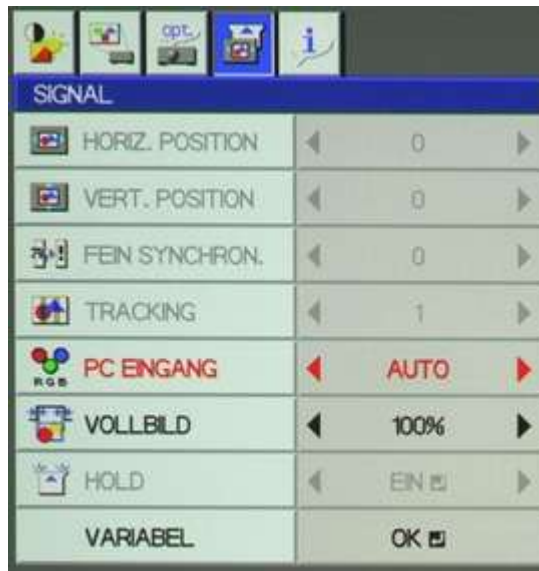 opt.
i
SIGNAL
HORIZ. POSITION 0
VERT. POSITION 0
FEIN SYNCHRON. 0
TRACKING 1
RGB PC EINGANG AUTO
VOLLBILD 100%
HOLD EIN
VARIABEL OK